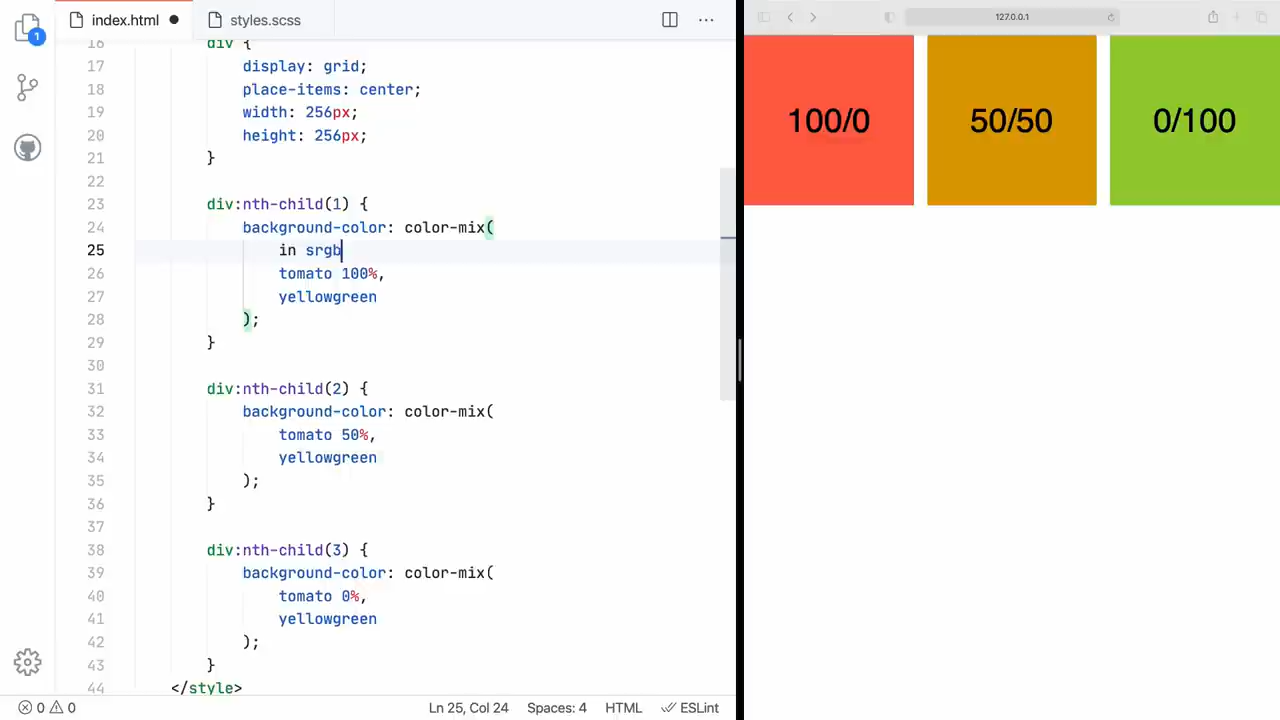 index.html
styles.scss
127.0.0.1
1
16 div {
17 display: grid;
18 place-items: center;
19 width: 256px;
20 height: 256px;
21 }
22
23 div:nth-child(1) {
24 background-color: color-mix(
25 in srgb
26 tomato 100%,
27 yellowgreen
28 );
29 }
30
31 div:nth-child(2) {
32 background-color: color-mix(
33 tomato 50%,
34 yellowgreen
35 );
36 }
37
38 div:nth-child(3) {
39 background-color: color-mix(
40 tomato 0%,
41 yellowgreen
42 );
43 }
44 </style>
100/0
50/50
0/100
0 0
Ln 25, Col 24
Spaces: 4
HTML
ESLint